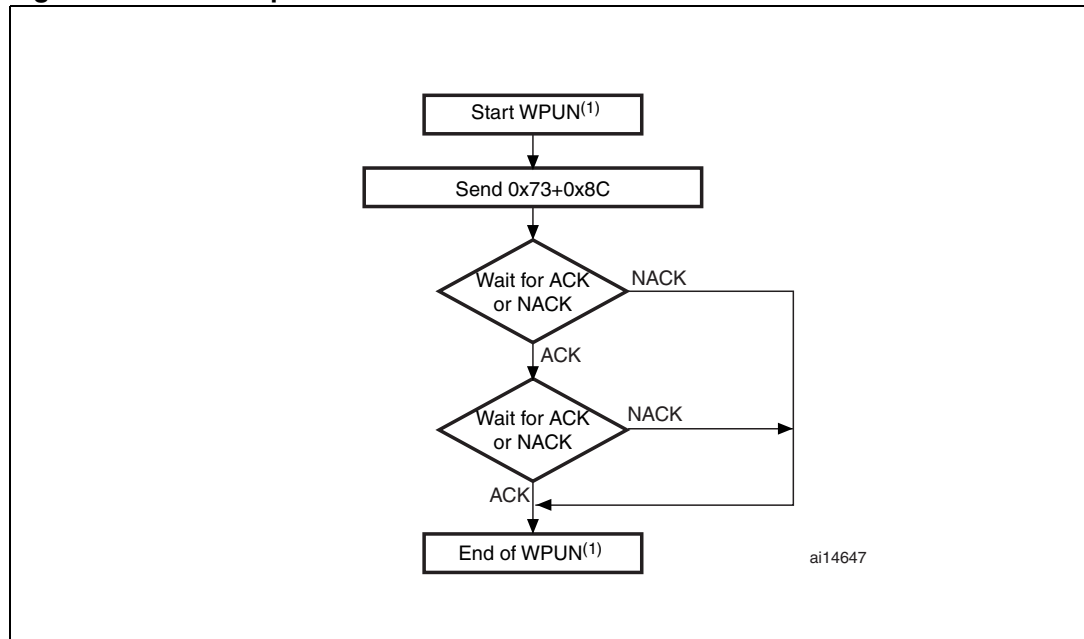 Start WPUN(1)
Send 0x73+0x8C
Wait for ACK
or NACK
NACK
ACK
Wait for ACK
or NACK
NACK
ACK
End of WPUN(1)
ai14647